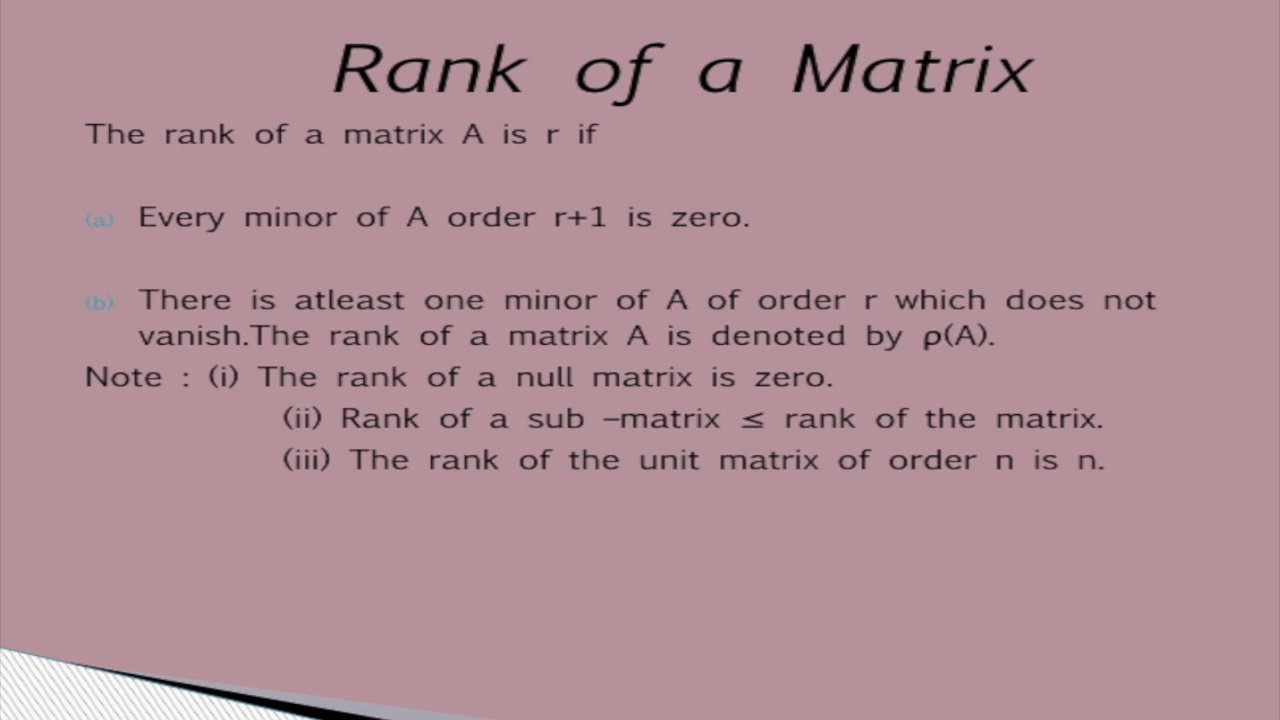 Rank of a Matrix
The rank of a matrix A is r if
(a) Every minor of A order r+1 is zero.
(b) There is atleast one minor of A of order r which does not
vanish.The rank of a matrix A is denoted by ρ(A).
Note : (i) The rank of a null matrix is zero.
(ii) Rank of a sub –matrix ≤ rank of the matrix.
(iii) The rank of the unit matrix of order n is n.